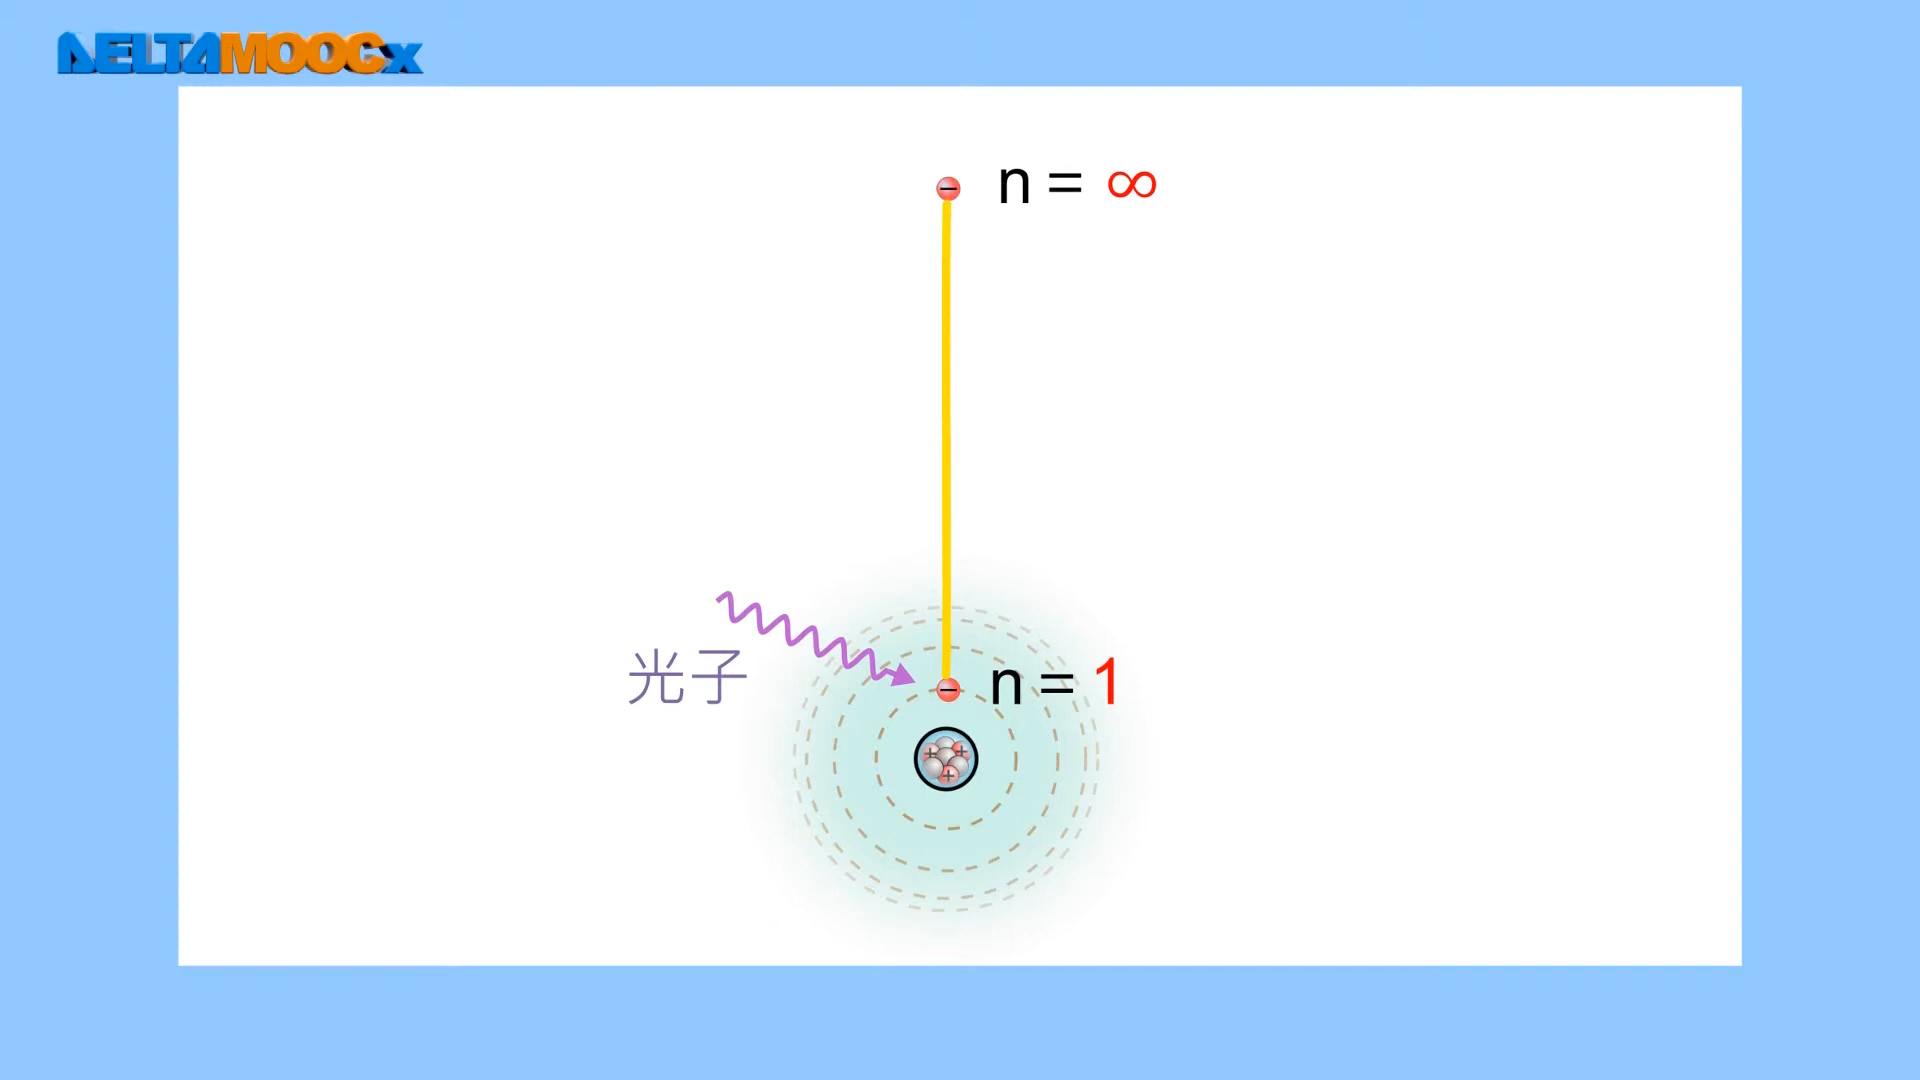 DELTAMOOCx
n = ∞
光子
n = 1